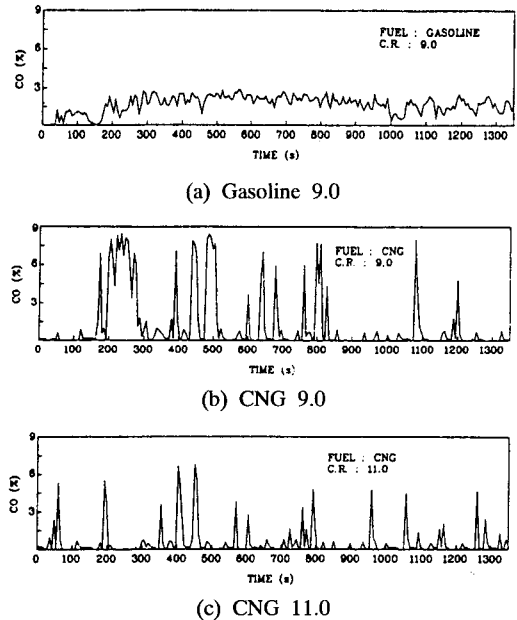 9
6
3
0
CO (%)
FUEL : GASOLINE
C.R. : 9.0
0 100 200 300 400 500 600 700 800 900 1000 1100 1200 1300
TIME (s)
(a) Gasoline 9.0
9
6
3
CO (%)
FUEL : CNG
C.R. : 9.0
0 100 200 300 400 500 600 700 800 900 1000 1100 1200 1300
TIME (s)
(b) CNG 9.0
9
6
3
CO (%)
FUEL : CNG
C.R. : 11.0
0 100 200 300 400 500 600 700 800 900 1000 1100 1200 1300
TIME (s)
(c) CNG 11.0